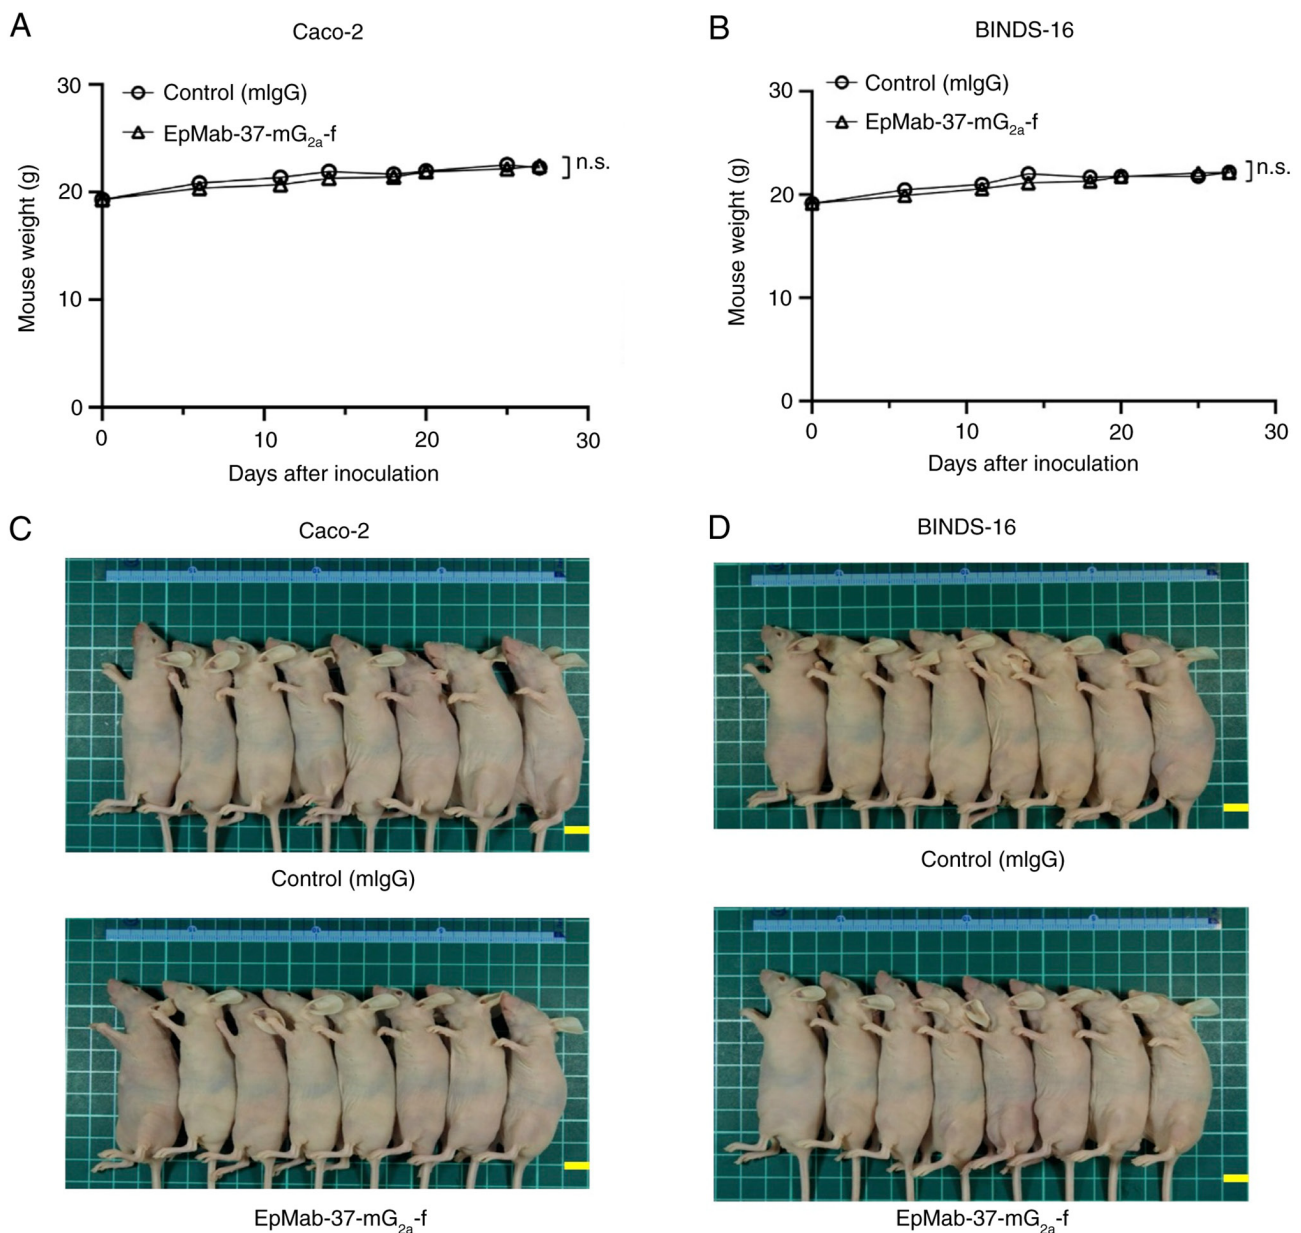 A
Caco-2
Control (mIgG)
EpMab-37-mG2a-f
n.s.
30
20
10
0
Mouse weight (g)
0
10
20
30
Days after inoculation
B
BINDS-16
Control (mIgG)
EpMab-37-mG2a-f
n.s.
30
20
10
0
Mouse weight (g)
0
10
20
30
Days after inoculation
C
Caco-2
Control (mIgG)
EpMab-37-mG2a-f
D
BINDS-16
Control (mIgG)
EpMab-37-mG2a-f